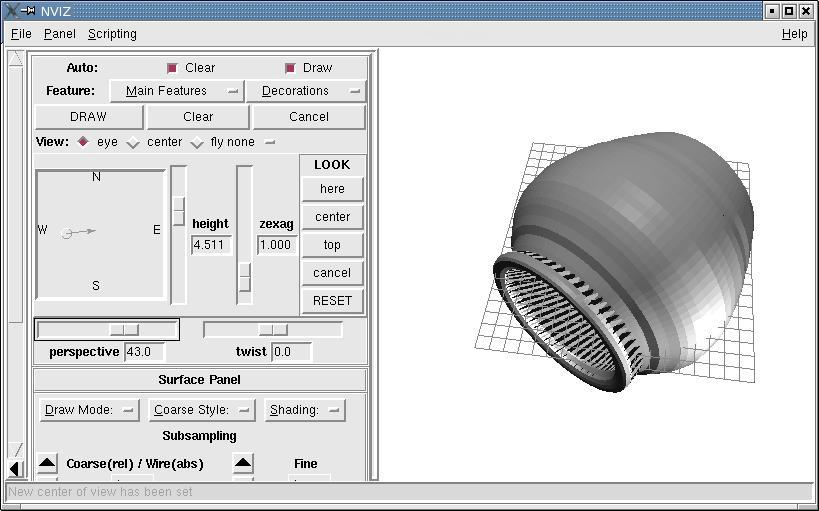 NVIZ
File Panel Scripting Help
Auto: Clear Draw
Feature: Main Features Decorations
DRAW Clear Cancel
View: eye center fly none
N
W E
S
height
4.511
zexag
1.000
LOOK
here
center
top
cancel
RESET
perspective 43.0 twist 0.0
Surface Panel
Draw Mode: Coarse Style: Shading:
Subsampling
Coarse(rel) / Wire(abs) Fine
New center of view has been set